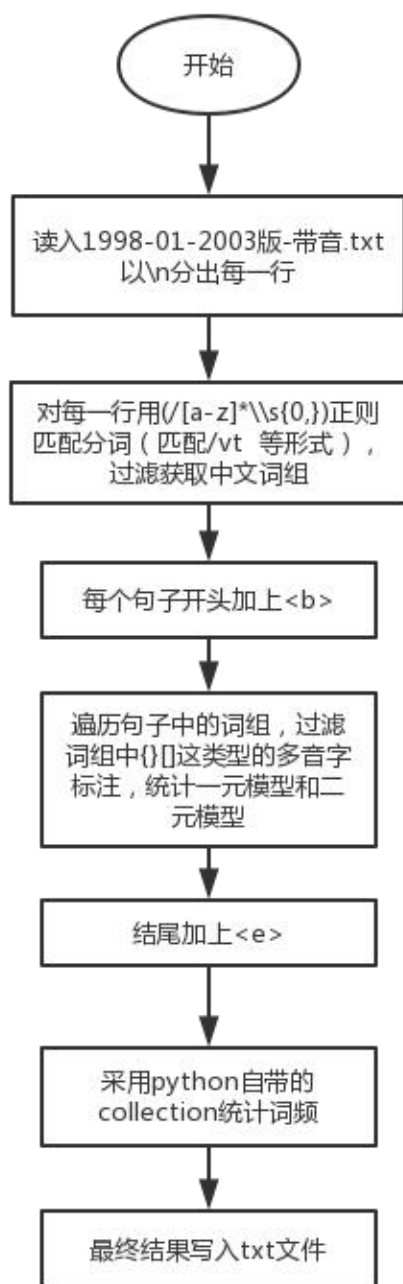 开始
读入1998-01-2003版-带音.txt
以\n分出每一行
对每一行用(/[a-z]*\\s{0,})正则
匹配分词（匹配/vt 等形式），
过滤获取中文词组
每个句子开头加上<b>
遍历句子中的词组，过滤
词组中{}[]这类型的多音字
标注，统计一元模型和二
元模型
结尾加上<e>
采用python自带的
collection统计词频
最终结果写入txt文件